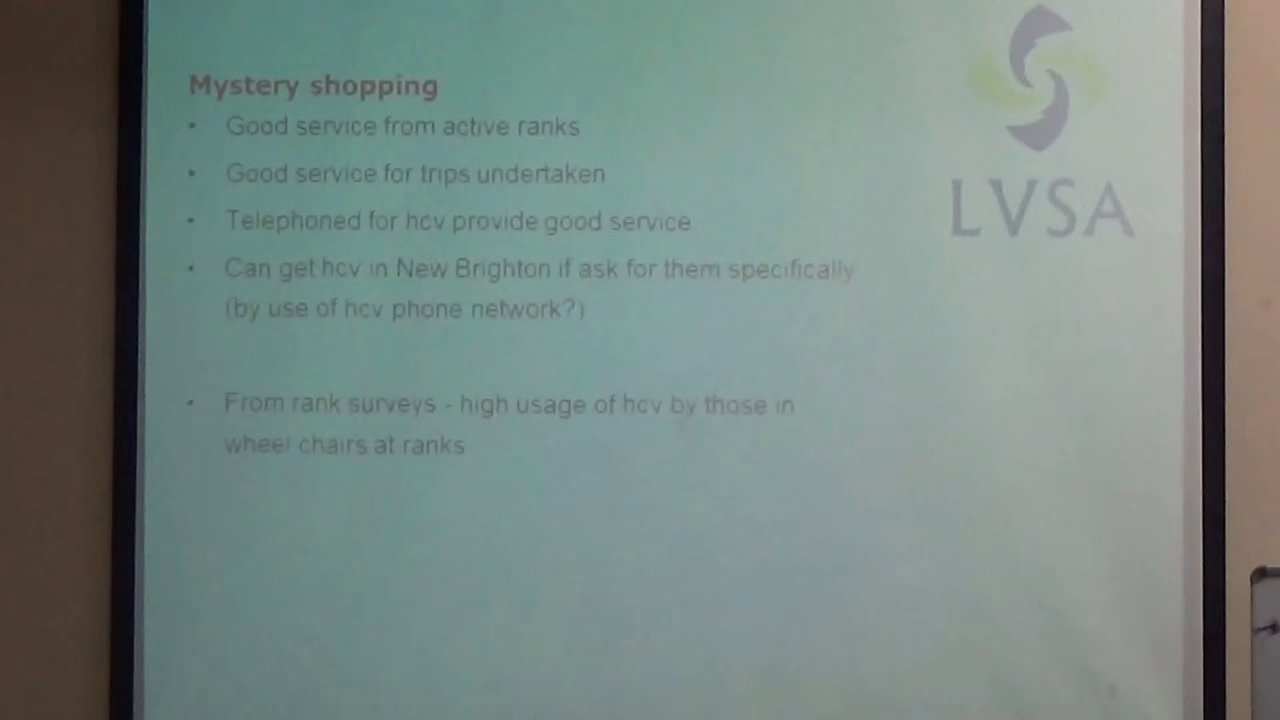 Mystery shopping
• Good service from active ranks
• Good service for trips undertaken
• Telephoned for hcv provide good service
• Can get hcv in New Brighton if ask for them specifically
(by use of hcv phone network?)
• From rank surveys - high usage of hcv by those in
wheel chairs at ranks
LVSA